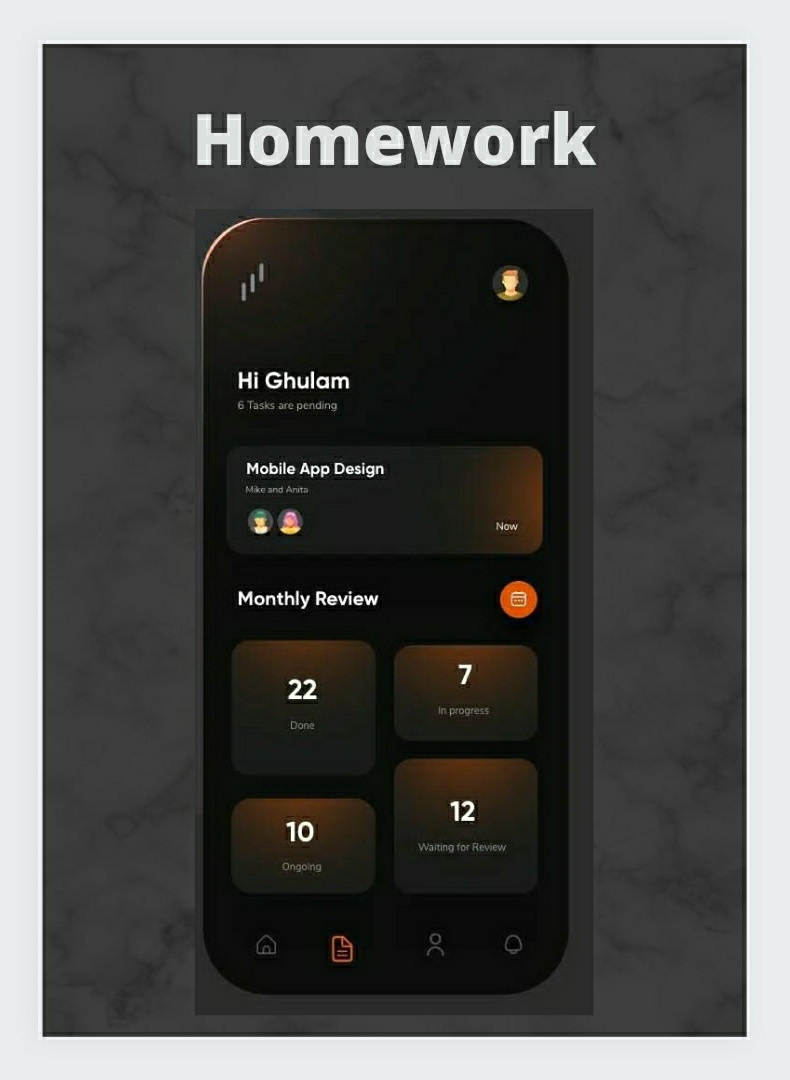 Homework
Hi Ghulam
6 Tasks are pending
Mobile App Design
Mike and Anita
Now
Monthly Review
22
Done
7
In progress
10
Ongoing
12
Waiting for Review